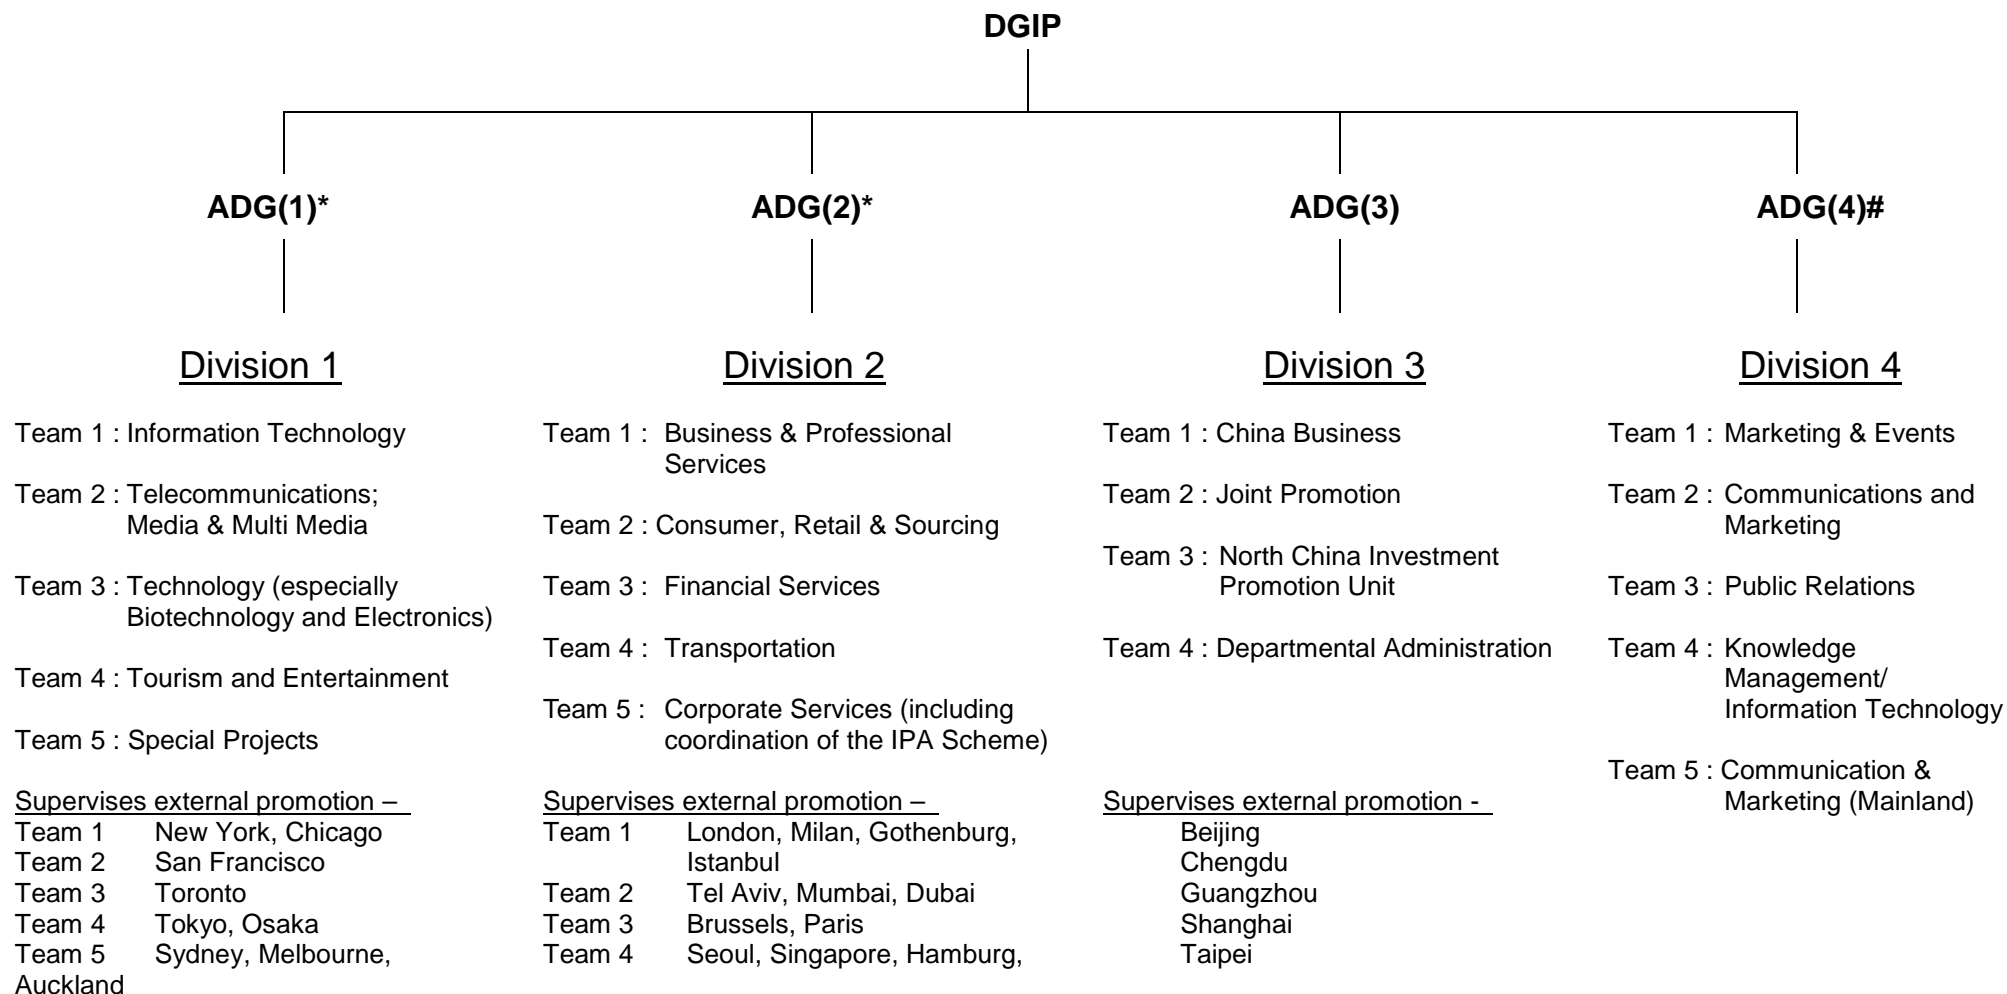 DGIP
ADG(1)*
ADG(2)*
ADG(3)
ADG(4)#
Division 1
Team 1 : Information Technology
Team 2 : Telecommunications;
Media & Multi Media
Team 3 : Technology (especially
Biotechnology and Electronics)
Team 4 : Tourism and Entertainment
Team 5 : Special Projects
Supervises external promotion –
Team 1 New York, Chicago
Team 2 San Francisco
Team 3 Toronto
Team 4 Tokyo, Osaka
Team 5 Sydney, Melbourne,
Auckland
Division 2
Team 1 : Business & Professional
Services
Team 2 : Consumer, Retail & Sourcing
Team 3 : Financial Services
Team 4 : Transportation
Team 5 : Corporate Services (including
coordination of the IPA Scheme)
Supervises external promotion –
Team 1 London, Milan, Gothenburg,
Istanbul
Team 2 Tel Aviv, Mumbai, Dubai
Team 3 Brussels, Paris
Team 4 Seoul, Singapore, Hamburg,
Division 3
Team 1 : China Business
Team 2 : Joint Promotion
Team 3 : North China Investment
Promotion Unit
Team 4 : Departmental Administration
Supervises external promotion -
Beijing
Chengdu
Guangzhou
Shanghai
Taipei
Division 4
Team 1 : Marketing & Events
Team 2 : Communications and
Marketing
Team 3 : Public Relations
Team 4 : Knowledge
Management/
Information Technology
Team 5 : Communication &
Marketing (Mainland)